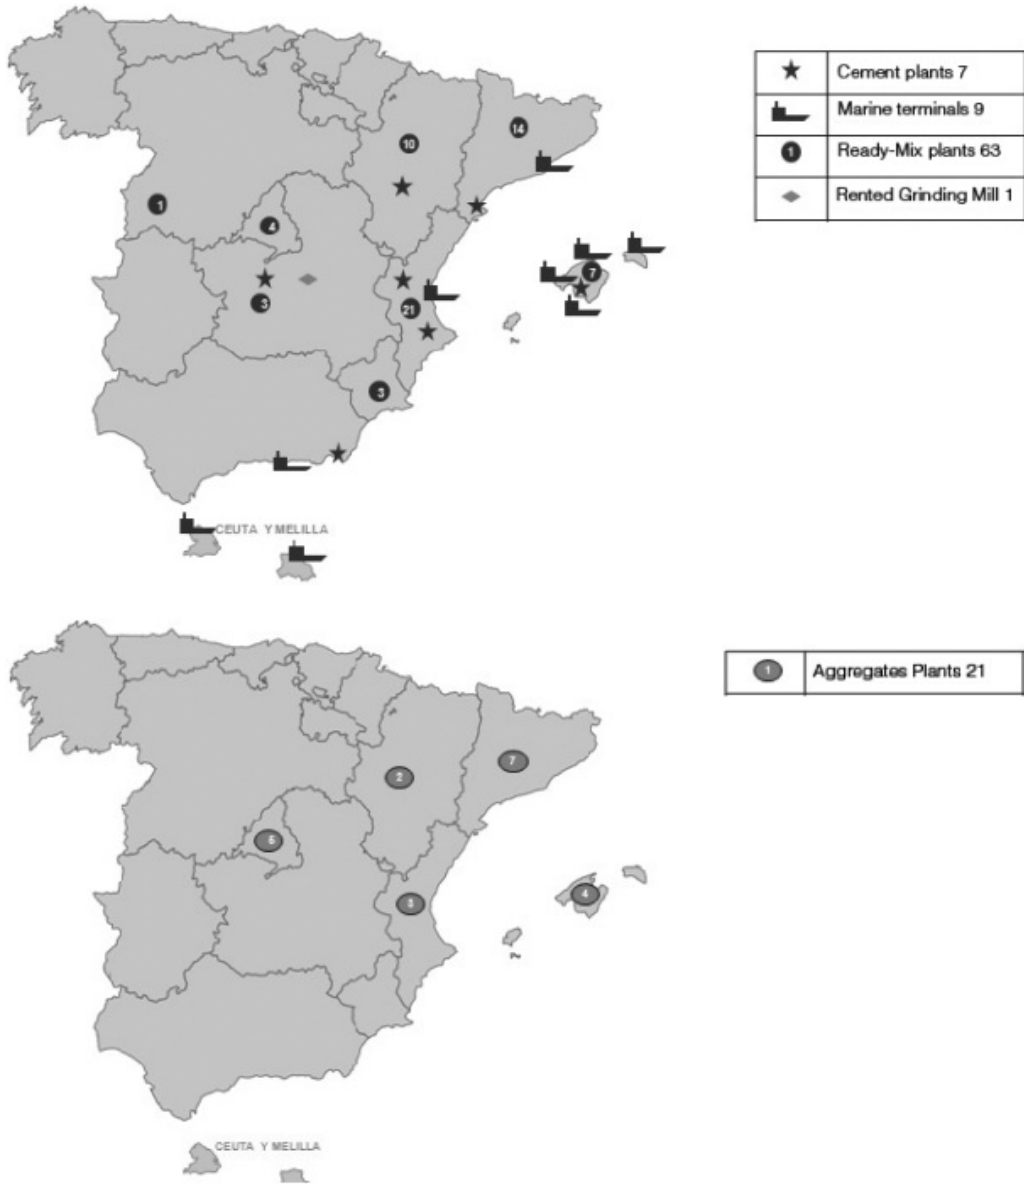 Cement plants 7
Marine terminals 9
1 Ready-Mix plants 63
Rented Grinding Mill 1
14
10
1
4
7
3
21
3
CEUTA Y MELILLA
1 Aggregates Plants 21
7
2
5
4
3
CEUTA Y MELILLA